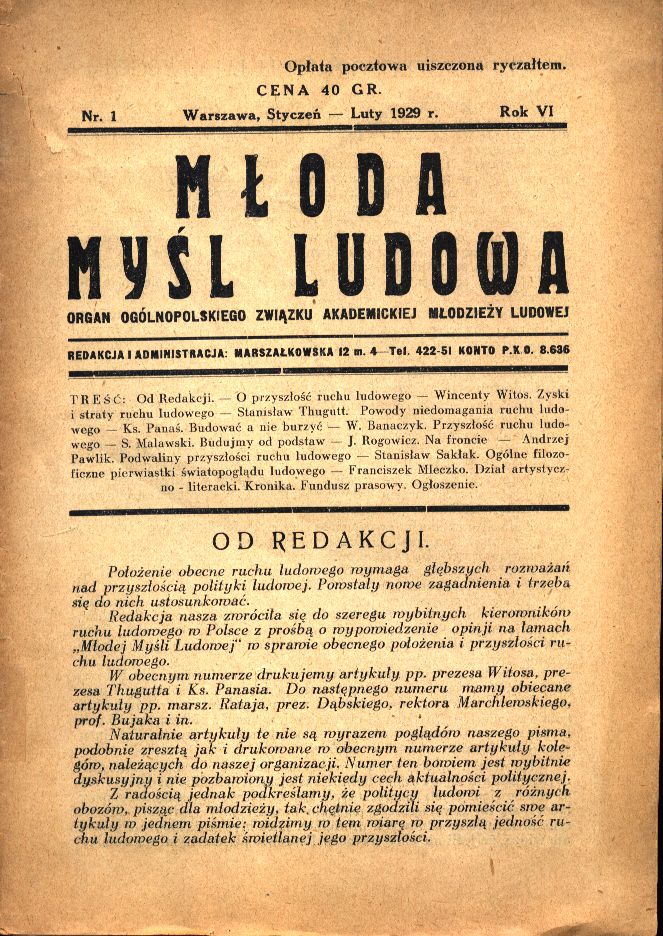 Opłata pocztowa uiszczona ryczałtem.
CENA 40 GR.
Nr. 1 Warszawa, Styczeń — Luty 1929 r. Rok VI
MŁODA
MYŚL LUDOWA
ORGAN OGÓLNOPOLSKIEGO ZWIĄZKU AKADEMICKIEJ MŁODZIEŻY LUDOWEJ
REDAKCJA I ADMINISTRACJA: MARSZAŁKOWSKA 12 m. 4—Tel. 422-51 KONTO P.K.O. 8.636
TREŚĆ: Od Redakcji. — O przyszłość ruchu ludowego — Wincenty Witos. Zyski
i straty ruchu ludowego — Stanisław Thugutt. Powody niedomagania ruchu ludo-
wego — Ks. Panaś. Budować a nie burzyć — W. Banaczyk. Przyszłość ruchu ludo-
wego — S. Malawski. Budujmy od podstaw — J. Rogowicz. Na froncie — Andrzej
Pawlik. Podwaliny przyszłości ruchu ludowego — Stanisław Sakłak. Ogólne filozo-
ficzne pierwiastki światopoglądu ludowego — Franciszek Mleczko. Dział artystycz-
no - literacki. Kronika. Fundusz prasowy. Ogłoszenie.
OD REDAKCJI.
Położenie obecne ruchu ludowego wymaga głębszych rozważań
nad przyszłością polityki ludowej. Powstały nowe zagadnienia i trzeba
się do nich ustosunkować.
Redakcja nasza zwróciła się do szeregu wybitnych kierowników
ruchu ludowego w Polsce z prośbą o wypowiedzenie opinji na łamach
„Młodej Myśli Ludowej" w sprawie obecnego położenia i przyszłości ru-
chu ludowego.
W obecnym numerze drukujemy artykuły pp. prezesa Witosa, pre-
zesa Thugutta i Ks. Panasia. Do następnego numeru mamy obiecane
artykuły pp. marsz. Rataja, prez. Dąbskiego, rektora Marchlewskiego,
prof. Bujaka i in.
Naturalnie artykuły te nie są wyrazem poglądów naszego pisma,
podobnie zresztą jak i drukowane w obecnym numerze artykuły kole-
gów, należących do naszej organizacji. Numer ten bowiem jest wybitnie
dyskusyjny i nie pozbawiony jest niekiedy cech aktualności politycznej.
Z radością jednak podkreślamy, że politycy ludowi z różnych
obozów, pisząc dla młodzieży, tak chętnie zgodzili się pomieścić swe ar-
tykuły w jednem piśmie; widzimy w tem wiarę w przyszłą jedność ru-
chu ludowego i zadatek świetlanej jego przyszłości.